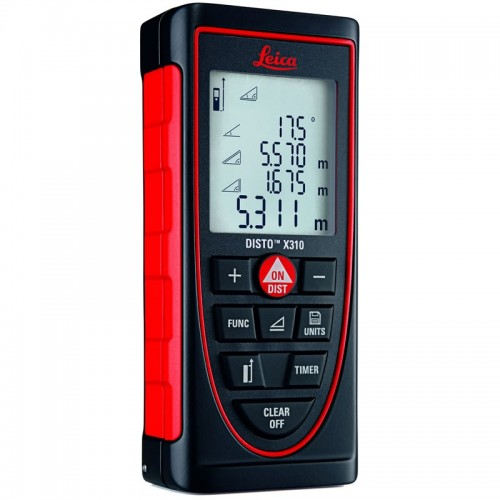 Leica
17.5°
5.570 m
1.675 m
5.311 m
DISTO™ X310
+ ON DIST −
FUNC UNITS
TIMER
CLEAR
OFF